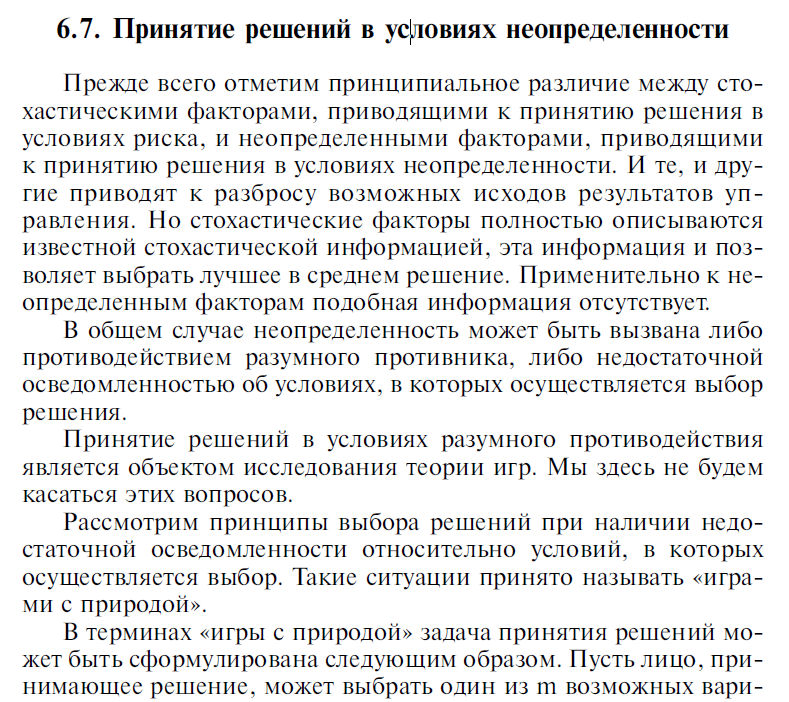 6.7. Принятие решений в условиях неопределенности
Прежде всего отметим принципиальное различие между сто-
хастическими факторами, приводящими к принятию решения в
условиях риска, и неопределенными факторами, приводящими
к принятию решения в условиях неопределенности. И те, и дру-
гие приводят к разбросу возможных исходов результатов уп-
равления. Но стохастические факторы полностью описываются
известной стохастической информацией, эта информация и поз-
воляет выбрать лучшее в среднем решение. Применительно к не-
определенным факторам подобная информация отсутствует.
В общем случае неопределенность может быть вызвана либо
противодействием разумного противника, либо недостаточной
осведомленностью об условиях, в которых осуществляется выбор
решения.
Принятие решений в условиях разумного противодействия
является объектом исследования теории игр. Мы здесь не будем
касаться этих вопросов.
Рассмотрим принципы выбора решений при наличии недо-
статочной осведомленности относительно условий, в которых
осуществляется выбор. Такие ситуации принято называть «игра-
ми с природой».
В терминах «игры с природой» задача принятия решений мо-
жет быть сформулирована следующим образом. Пусть лицо, при-
нимающее решение, может выбрать один из m возможных вари-